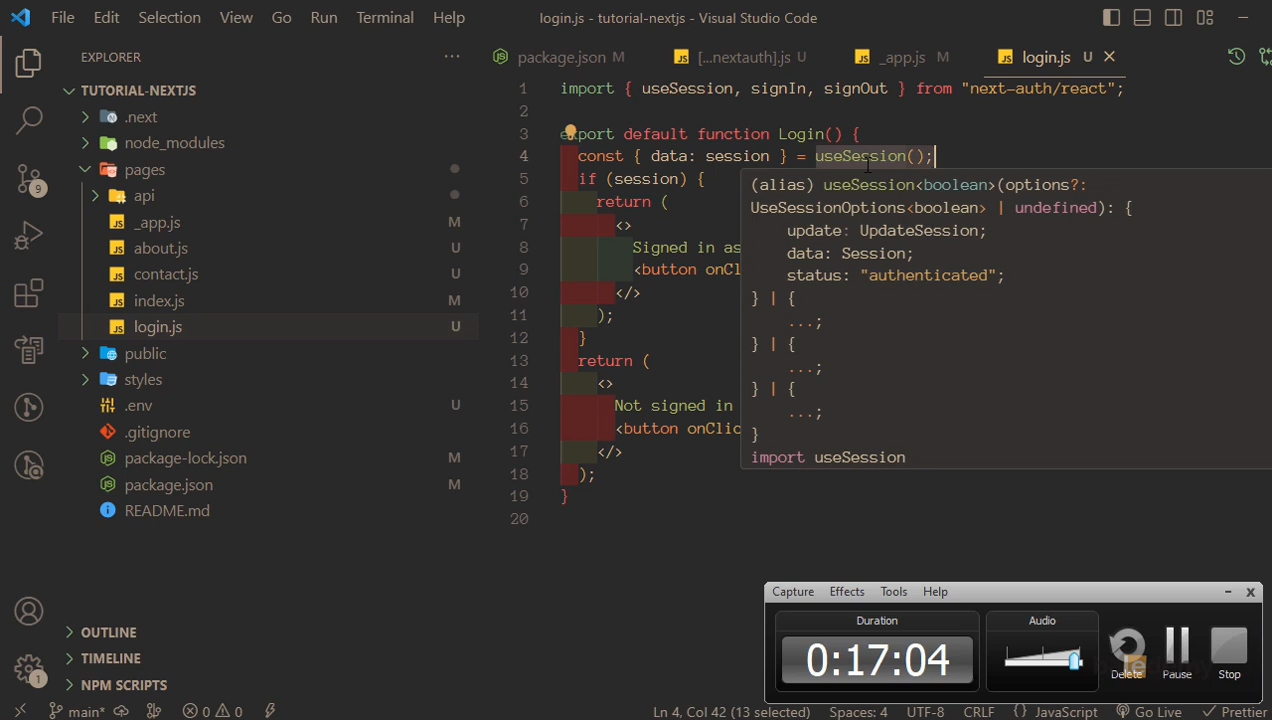 File Edit Selection View Go Run Terminal Help
login.js - tutorial-nextjs - Visual Studio Code
EXPLORER
TUTORIAL-NEXTJS
.next
node_modules
pages
api
_app.js M
about.js M
contact.js M
index.js M
login.js U
public
styles
.env U
.gitignore
package-lock.json M
package.json M
README.md
OUTLINE
TIMELINE
NPM SCRIPTS
9
1
package.json M [...nextauth].js U _app.js M login.js U
1 import { useSession, signIn, signOut } from "next-auth/react";
2
3 export default function Login() {
4 const { data: session } = useSession();
5 if (session) {
6 return (
7 <>
8 Signed in as
9 <button onCl
10 </>
11 );
12 }
13 return (
14 <>
15 Not signed in
16 <button onClic
17 </>
18 );
19 }
20
(alias) useSession<boolean>(options?:
UseSessionOptions<boolean> | undefined): {
update: UpdateSession;
data: Session;
status: "authenticated";
} | {
...;
} | {
...;
} | {
...;
}
import useSession
Capture Effects Tools Help
Duration
0:17:04
Audio
Delete Pause Stop
main* 0 0
Ln 4, Col 42 (13 selected) Spaces: 4 UTF-8 CRLF {} JavaScript Go Live Prettier